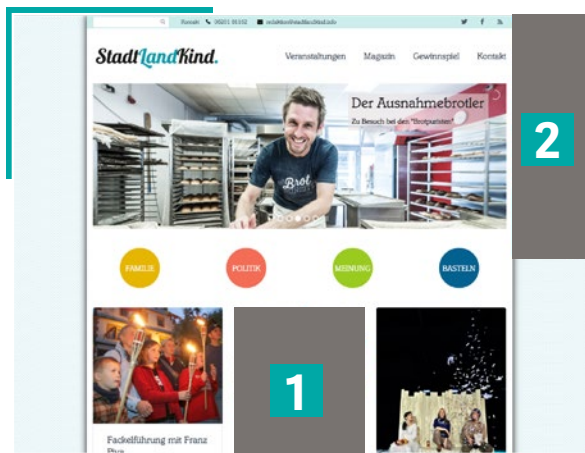 Kontakt
StadtLandKind.
Veranstaltungen Magazin Gewinnspiel Kontakt
Der Ausnahmebrotler
Zu Besuch bei den "Brotpuristen"
Brot
2
FAMILIE POLITIK MEINUNG BASTELN
1
Fackelführung mit Franz